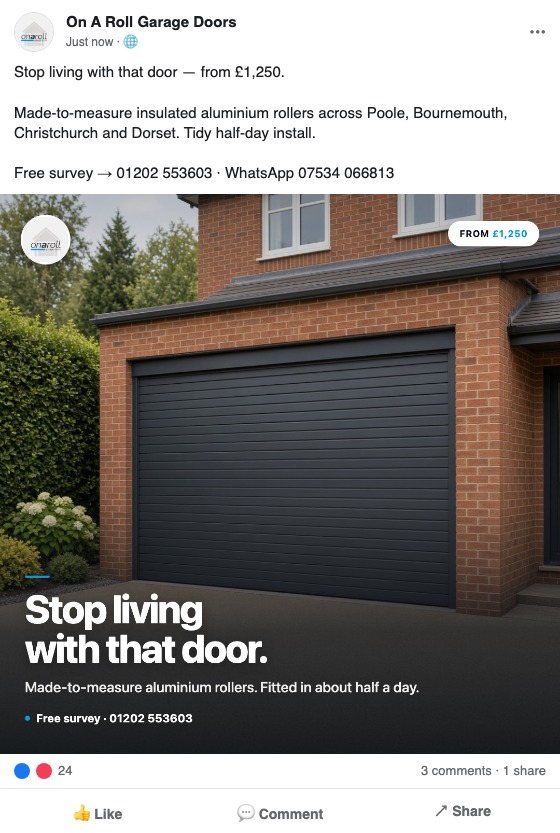 On A Roll Garage Doors
Just now ·
Stop living with that door — from £1,250.
Made-to-measure insulated aluminium rollers across Poole, Bournemouth,
Christchurch and Dorset. Tidy half-day install.
Free survey → 01202 553603 · WhatsApp 07534 066813
onaroll
FROM £1,250
Stop living
with that door.
Made-to-measure aluminium rollers. Fitted in about half a day.
Free survey · 01202 553603
24
3 comments · 1 share
Like
Comment
Share